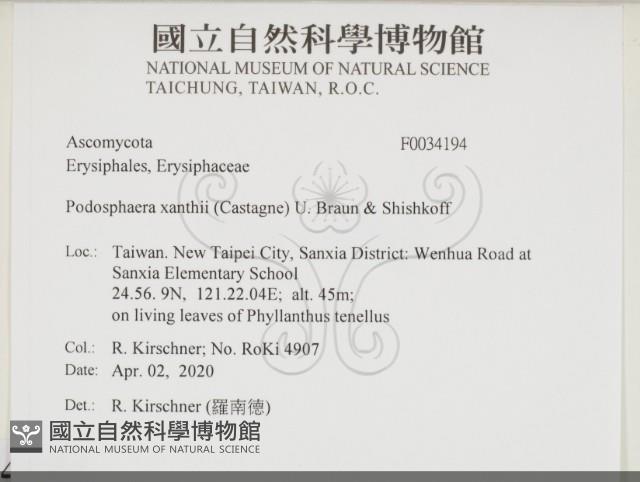 國立自然科學博物館
NATIONAL MUSEUM OF NATURAL SCIENCE
TAICHUNG, TAIWAN, R.O.C.
Ascomycota F0034194
Erysiphales, Erysiphaceae
Podosphaera xanthii (Castagne) U. Braun & Shishkoff
Loc.: Taiwan. New Taipei City, Sanxia District: Wenhua Road at
Sanxia Elementary School
24.56. 9N, 121.22.04E; alt. 45m;
on living leaves of Phyllanthus tenellus
Col.: R. Kirschner; No. RoKi 4907
Date: Apr. 02, 2020
Det.: R. Kirschner (羅南德)
國立自然科學博物館
NATIONAL MUSEUM OF NATURAL SCIENCE